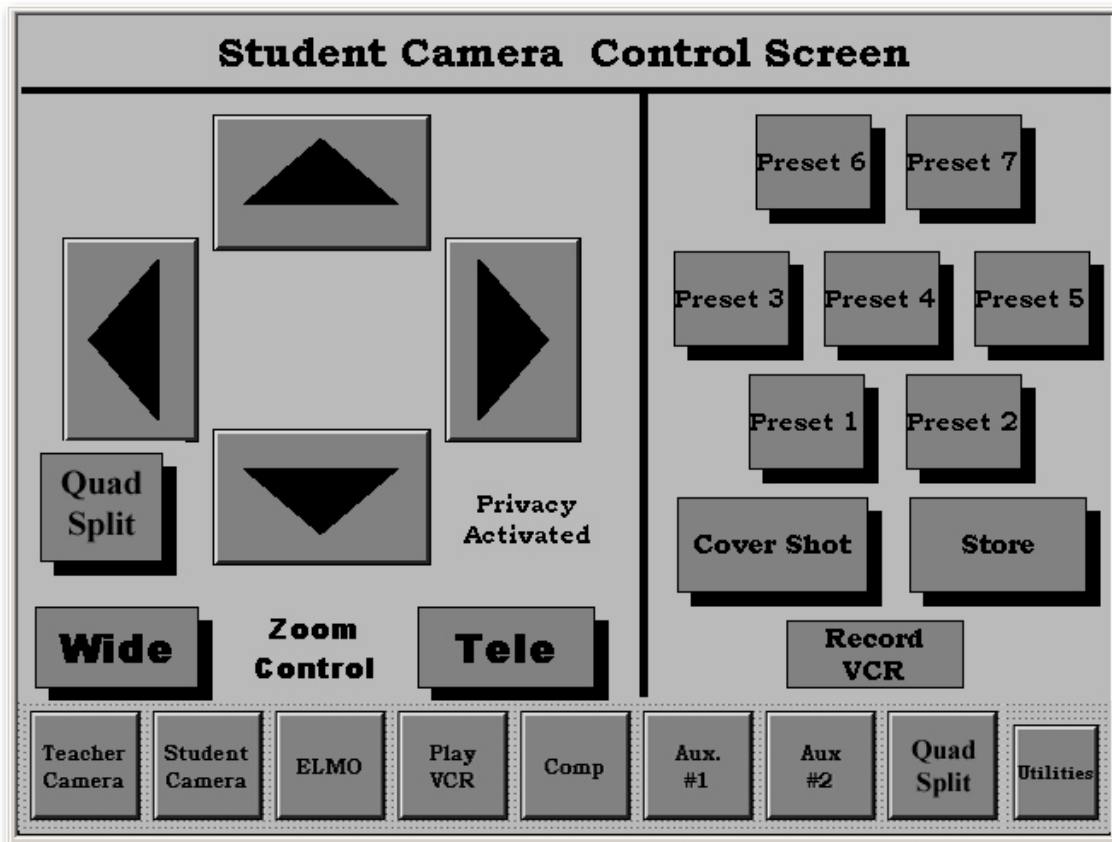 Student Camera Control Screen
Preset 6
Preset 7
Preset 3
Preset 4
Preset 5
Preset 1
Preset 2
Quad
Split
Privacy
Activated
Cover Shot
Store
Wide
Zoom
Control
Tele
Record
VCR
Teacher
Camera
Student
Camera
ELMO
Play
VCR
Comp
Aux.
#1
Aux
#2
Quad
Split
Utilities